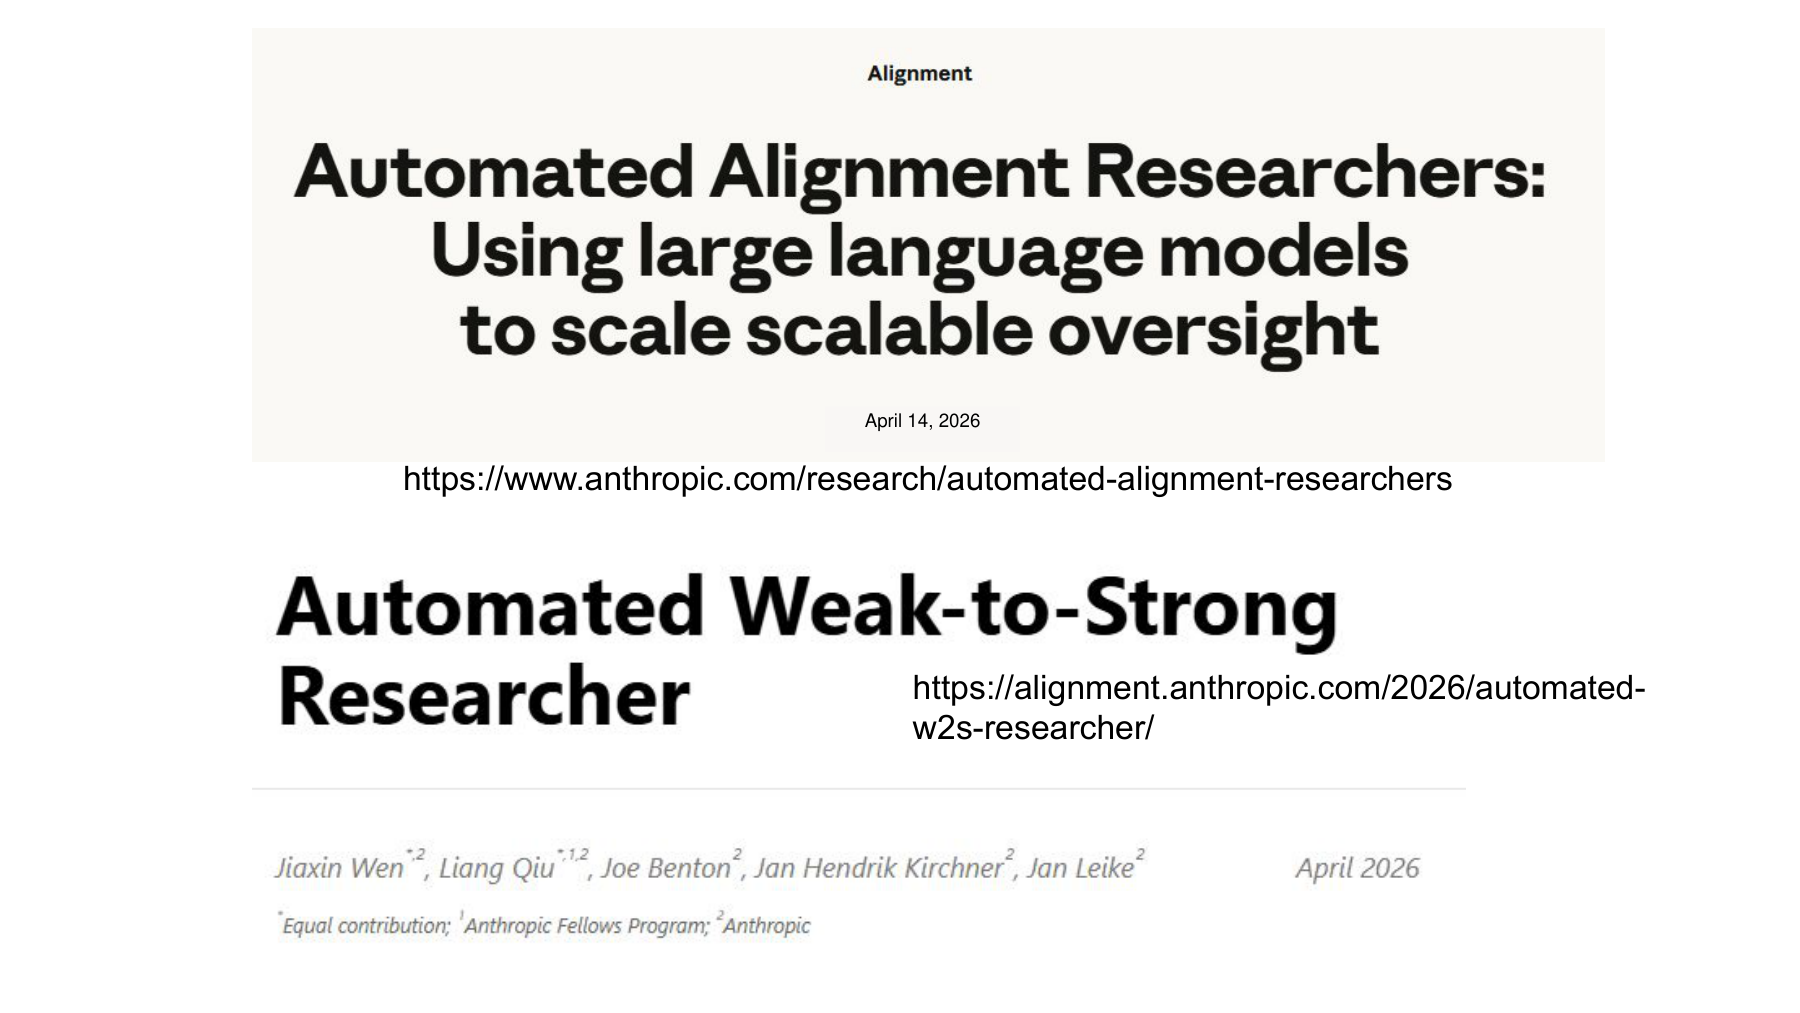 Alignment
Automated Alignment Researchers:
Using large language models
to scale scalable oversight
April 14, 2026
https://www.anthropic.com/research/automated-alignment-researchers
Automated Weak-to-Strong
Researcher
https://alignment.anthropic.com/2026/automated-
w2s-researcher/
Jiaxin Wen*,2, Liang Qiu*,1,2, Joe Benton2, Jan Hendrik Kirchner2, Jan Leike2 April 2026
*Equal contribution; 1Anthropic Fellows Program; 2Anthropic